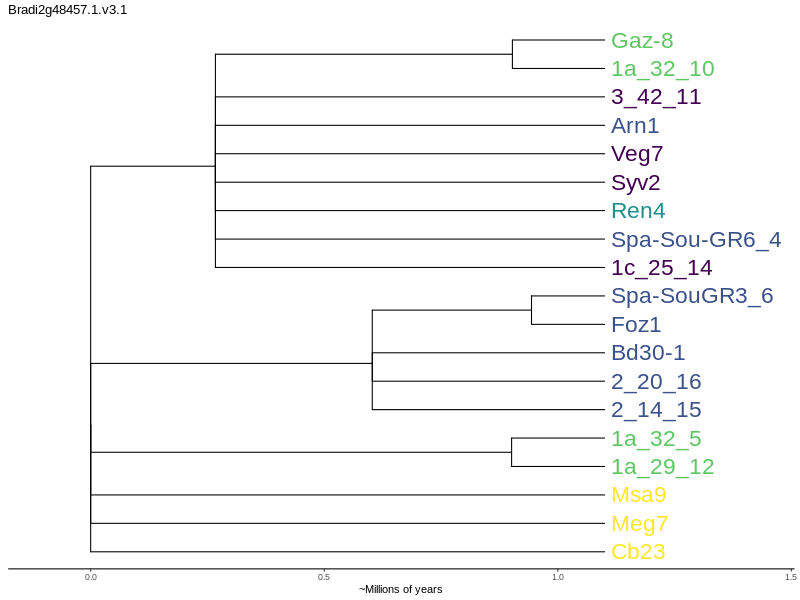 Bradi2g48457.1.v3.1
Gaz-8
1a_32_10
3_42_11
Arn1
Veg7
Syv2
Ren4
Spa-Sou-GR6_4
1c_25_14
Spa-SouGR3_6
Foz1
Bd30-1
2_20_16
2_14_15
1a_32_5
1a_29_12
Msa9
Meg7
Cb23
0.0 0.5 1.0 1.5
~Millions of years